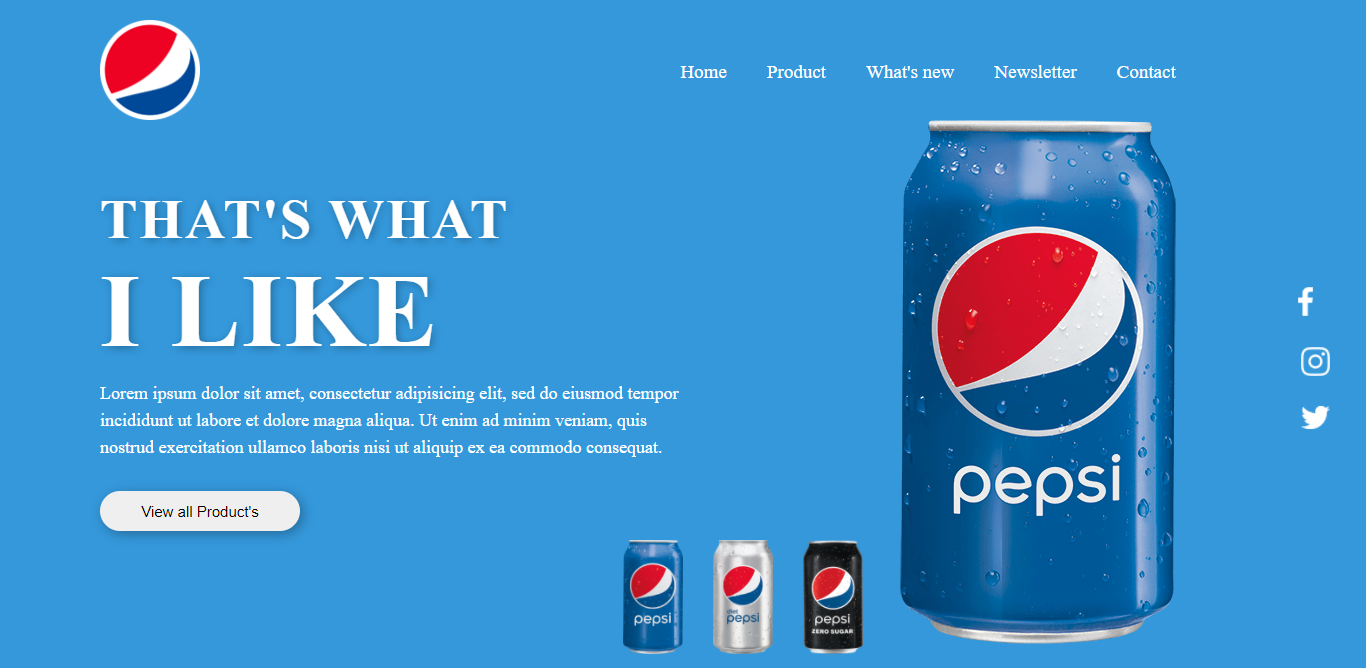 Home Product What's new Newsletter Contact
THAT'S WHAT
I LIKE
Lorem ipsum dolor sit amet, consectetur adipisicing elit, sed do eiusmod tempor
incididunt ut labore et dolore magna aliqua. Ut enim ad minim veniam, quis
nostrud exercitation ullamco laboris nisi ut aliquip ex ea commodo consequat.
View all Product's
pepsi
pepsi
diet
pepsi
pepsi
ZERO SUGAR